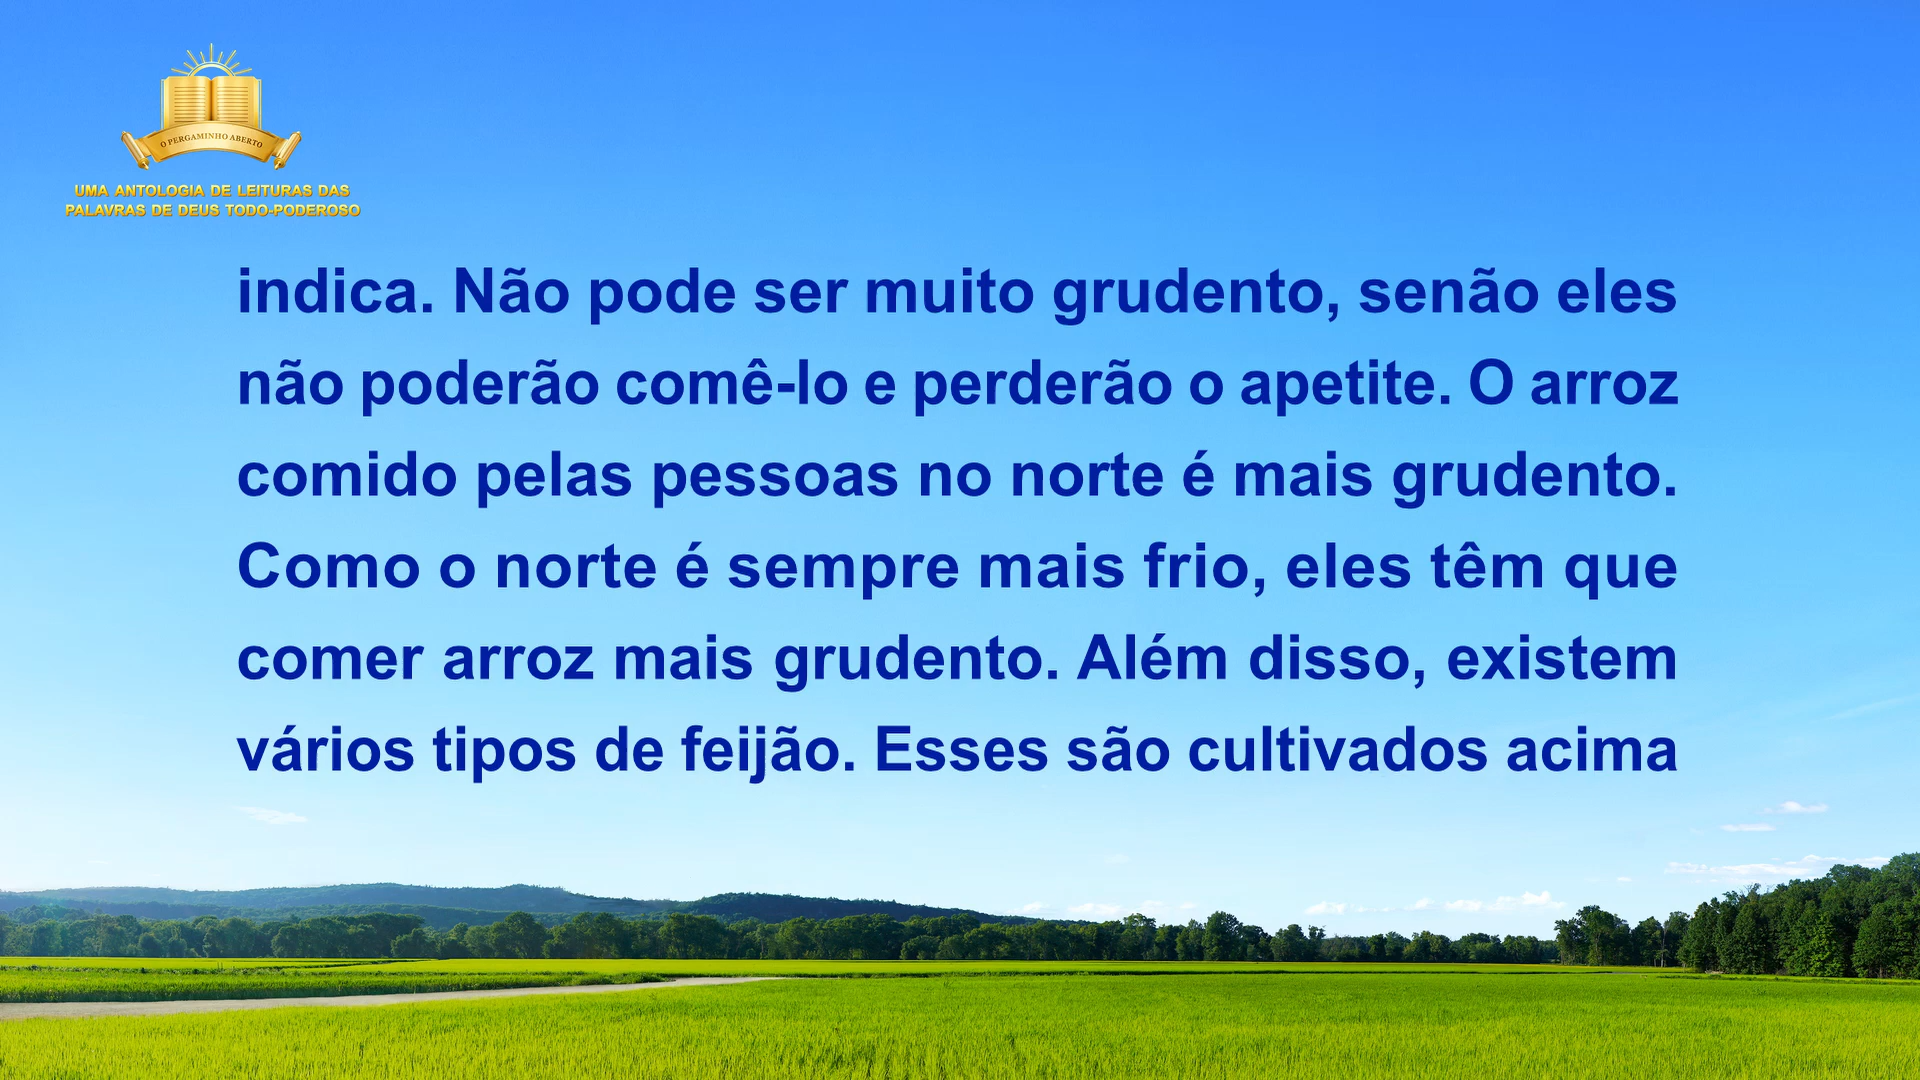 O PERGAMINHO ABERTO
UMA ANTOLOGIA DE LEITURAS DAS
PALAVRAS DE DEUS TODO-PODEROSO
indica. Não pode ser muito grudento, senão eles
não poderão comê-lo e perderão o apetite. O arroz
comido pelas pessoas no norte é mais grudento.
Como o norte é sempre mais frio, eles têm que
comer arroz mais grudento. Além disso, existem
vários tipos de feijão. Esses são cultivados acima